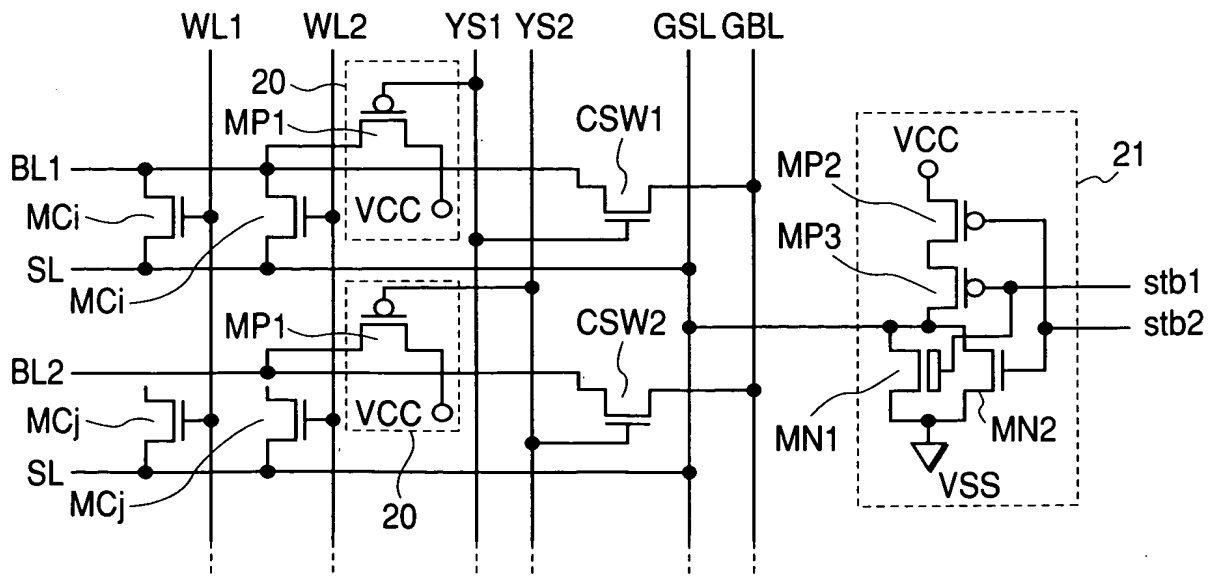 WL1 WL2 YS1 YS2 GSL GBL
20
MP1
CSW1
VCC
21
BL1
MP2
MCi
VCC
MP3
SL
MCi
stb1
MP1
CSW2
stb2
BL2
MCj
VCC
MN1
MN2
SL
MCj
VSS
20